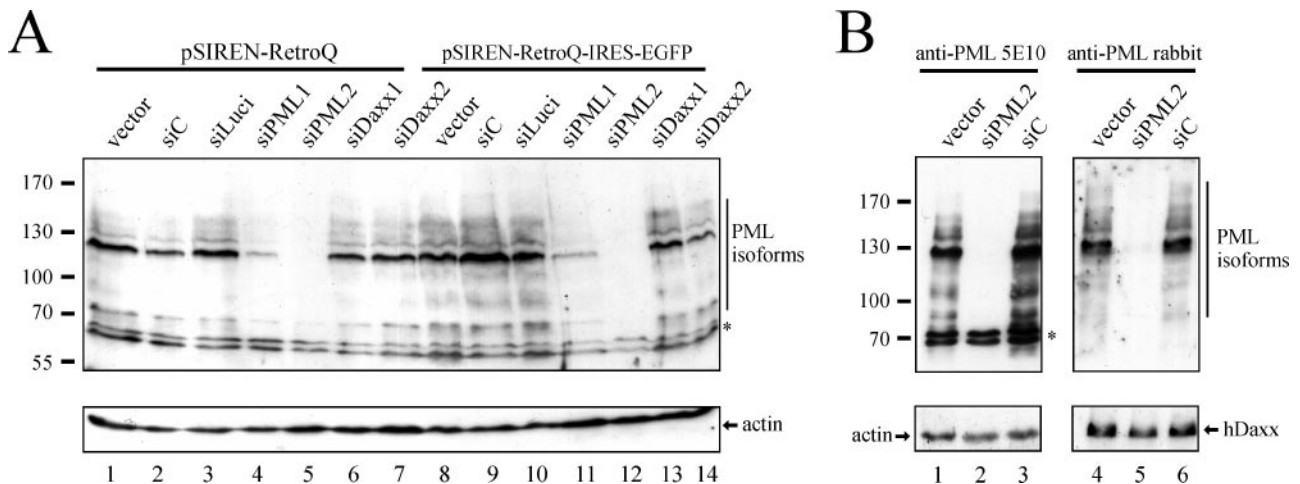 A
pSIREN-RetroQ pSIREN-RetroQ-IRES-EGFP
vector siC siLuci siPML1 siPML2 siDaxx1 siDaxx2 vector siC siLuci siPML1 siPML2 siDaxx1 siDaxx2
170
130
100
70
55
PML
isoforms
*
actin
1 2 3 4 5 6 7 8 9 10 11 12 13 14
B
anti-PML 5E10 anti-PML rabbit
vector siPML2 siC vector siPML2 siC
170
130
100
70
*
PML
isoforms
actin hDaxx
1 2 3 4 5 6